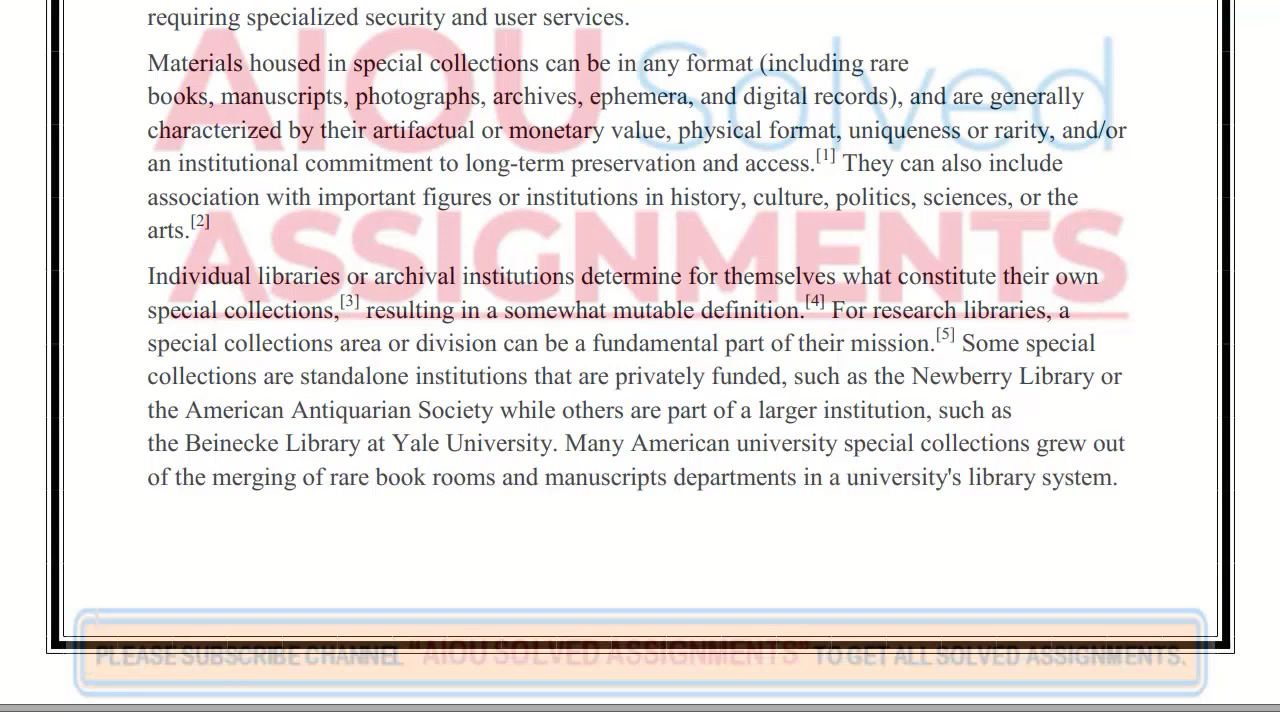 requiring specialized security and user services.
Materials housed in special collections can be in any format (including rare
books, manuscripts, photographs, archives, ephemera, and digital records), and are generally
characterized by their artifactual or monetary value, physical format, uniqueness or rarity, and/or
an institutional commitment to long-term preservation and access.[1] They can also include
association with important figures or institutions in history, culture, politics, sciences, or the
arts.[2]
Individual libraries or archival institutions determine for themselves what constitute their own
special collections,[3] resulting in a somewhat mutable definition.[4] For research libraries, a
special collections area or division can be a fundamental part of their mission.[5] Some special
collections are standalone institutions that are privately funded, such as the Newberry Library or
the American Antiquarian Society while others are part of a larger institution, such as
the Beinecke Library at Yale University. Many American university special collections grew out
of the merging of rare book rooms and manuscripts departments in a university's library system.
AIOU Solved
ASSIGNMENTS
PLEASE SUBSCRIBE CHANNEL "AIOU SOLVED ASSIGNMENTS" TO GET ALL SOLVED ASSIGNMENTS.